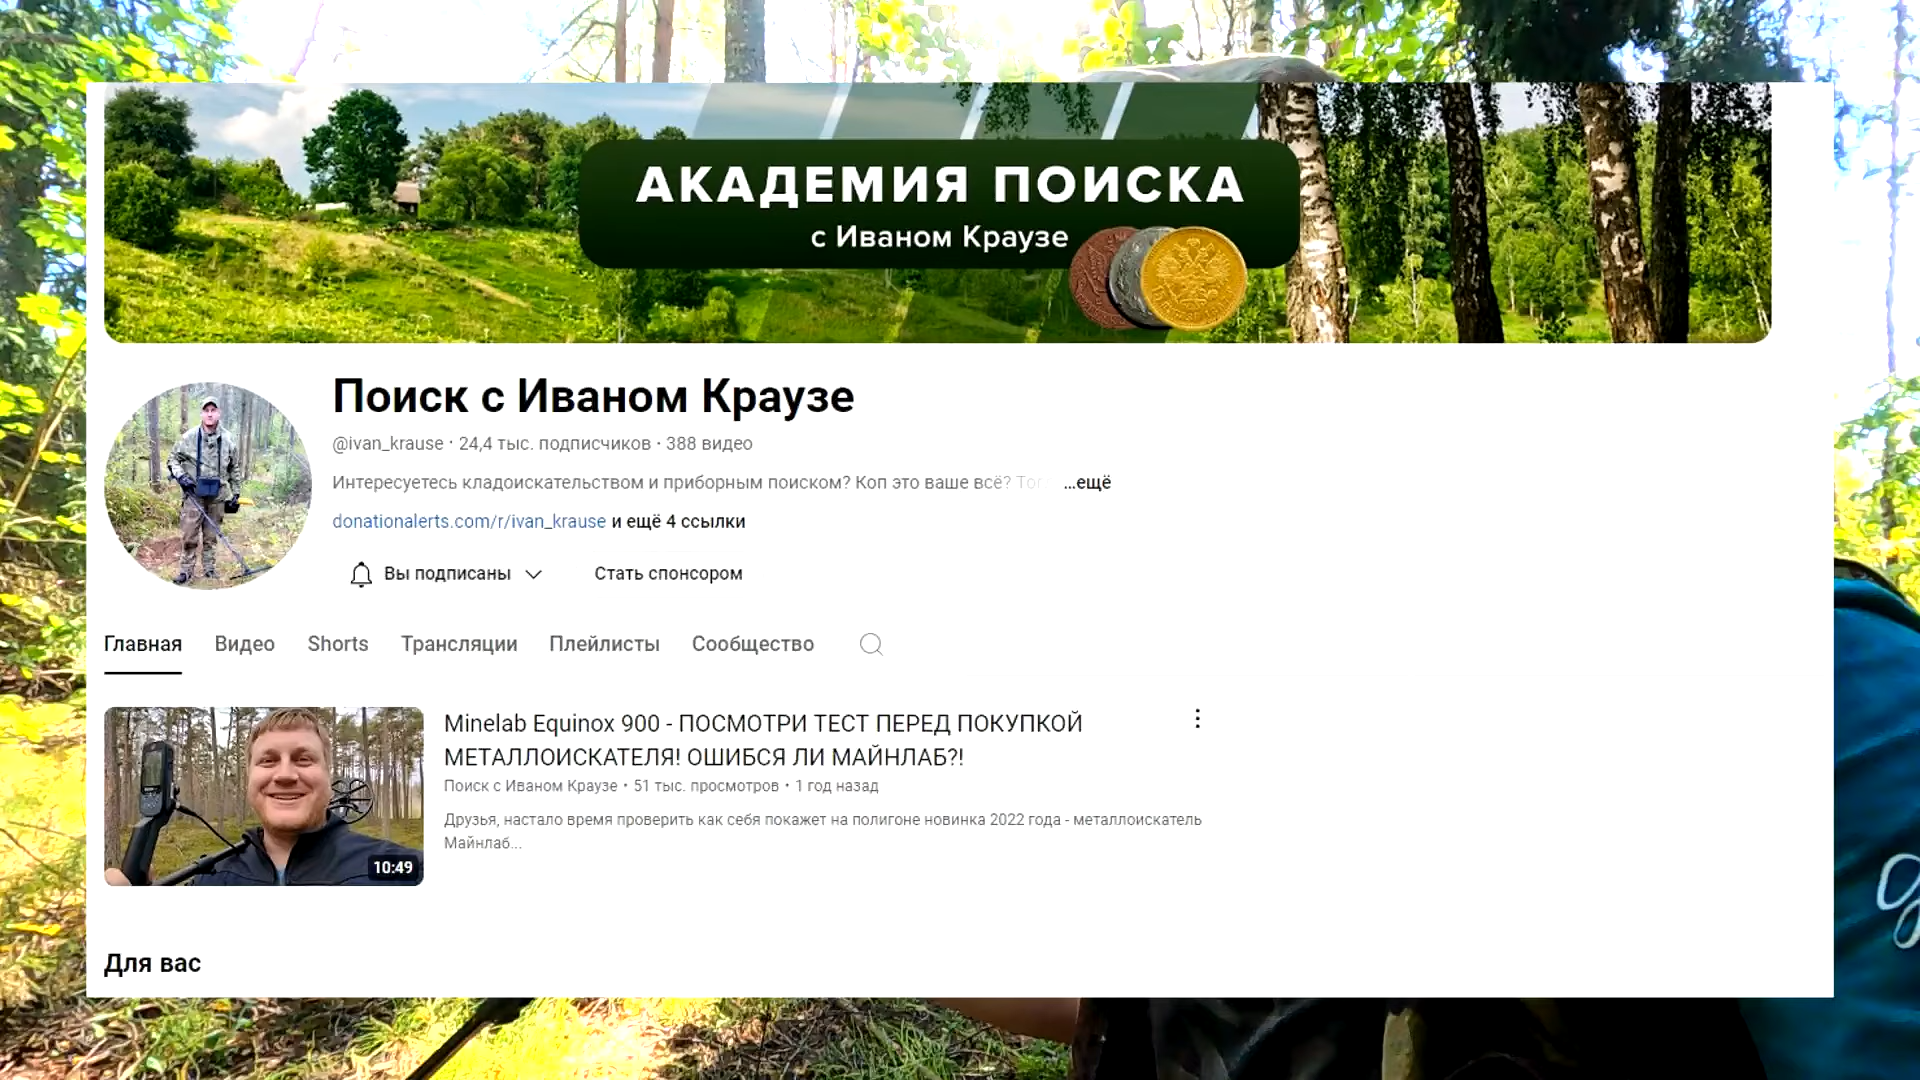 АКАДЕМИЯ ПОИСКА
с Иваном Краузе
Поиск с Иваном Краузе
@ivan_krause · 24,4 тыс. подписчиков · 388 видео
Интересуетесь кладоискательством и приборным поиском? Коп это ваше всё? Тог ...ещё
donationalerts.com/r/ivan_krause и ещё 4 ссылки
Вы подписаны
Стать спонсором
Главная Видео Shorts Трансляции Плейлисты Сообщество
Minelab Equinox 900 - ПОСМОТРИ ТЕСТ ПЕРЕД ПОКУПКОЙ
МЕТАЛЛОИСКАТЕЛЯ! ОШИБСЯ ЛИ МАЙНЛАБ?!
Поиск с Иваном Краузе · 51 тыс. просмотров · 1 год назад
Друзья, настало время проверить как себя покажет на полигоне новинка 2022 года - металлоискатель
Майнлаб...
10:49
Для вас